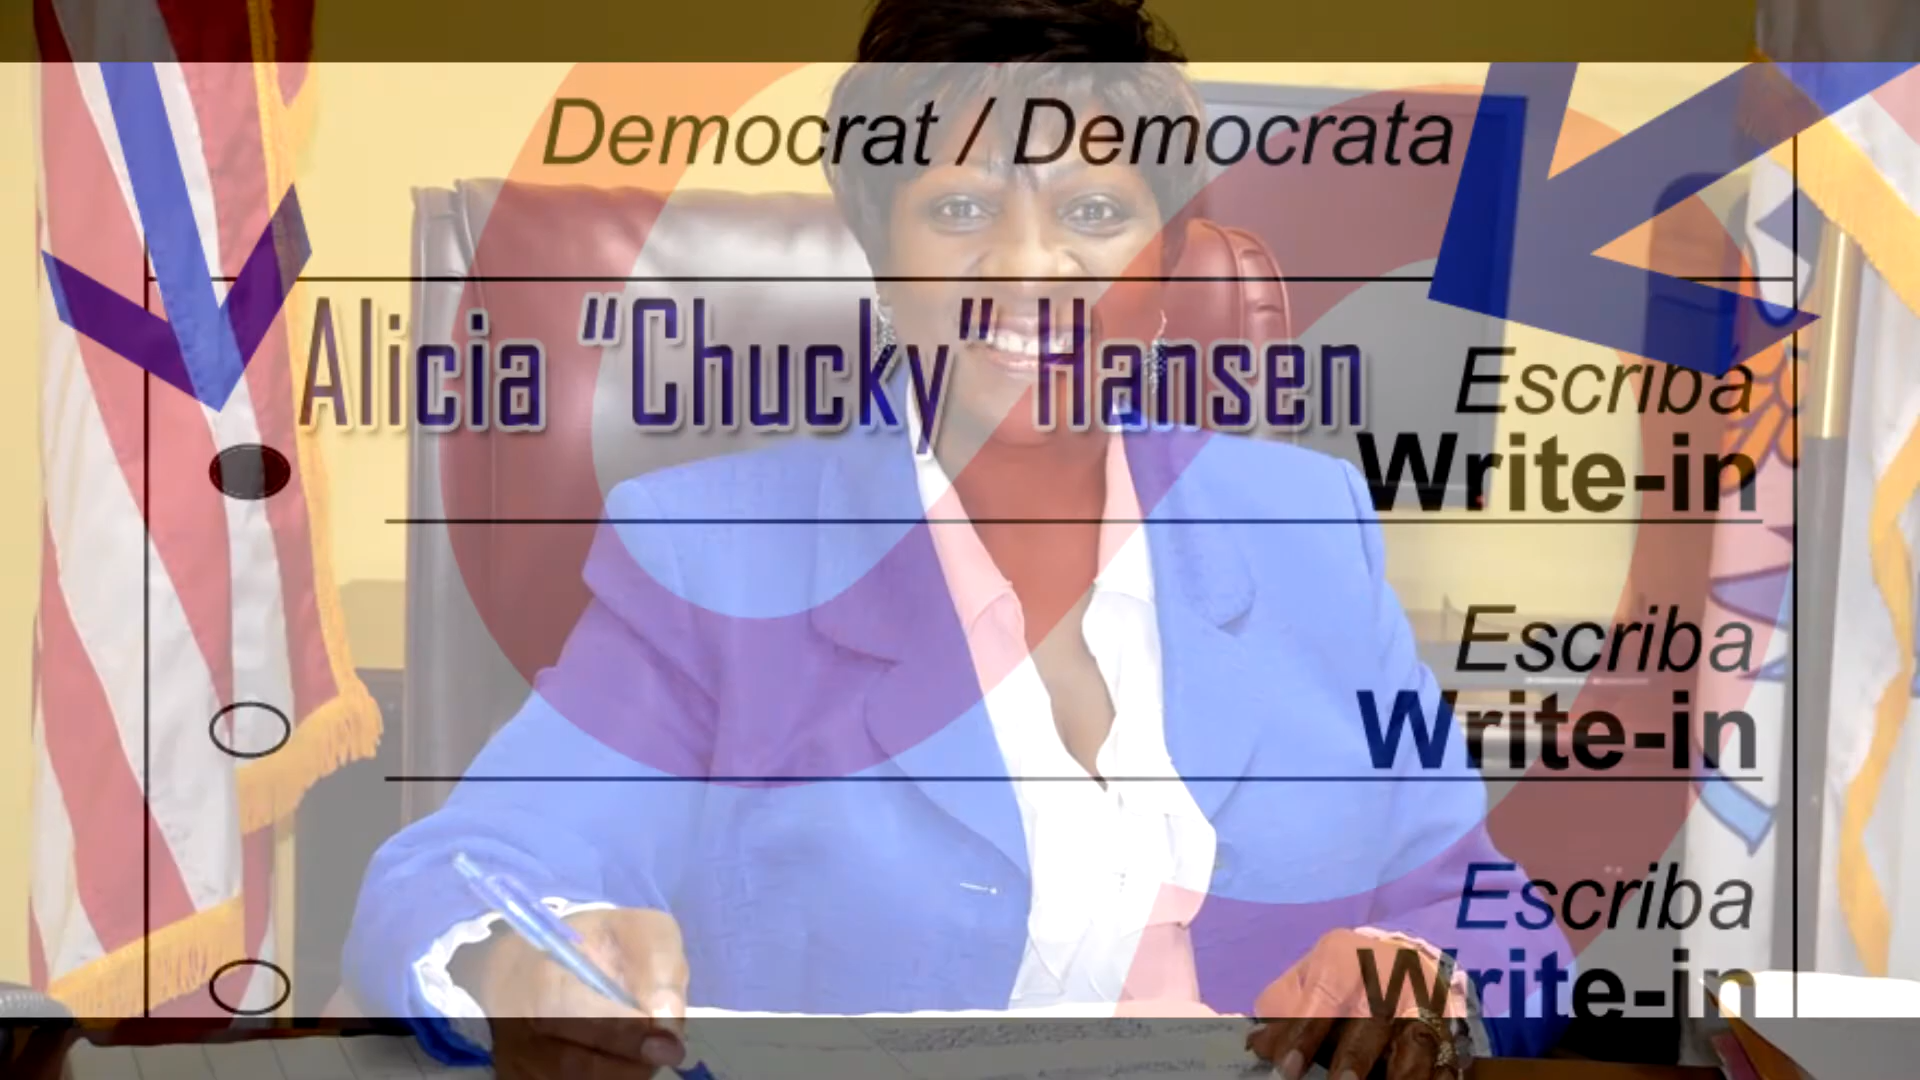 Democrat / Democrata
Alicia “Chucky” Hansen
Escriba
Write-in
Escriba
Write-in
Escriba
Write-in